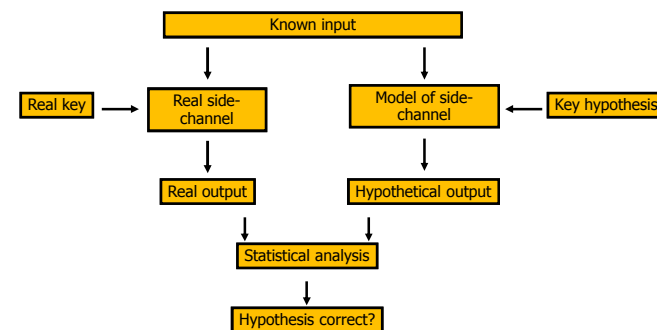 Known input
Real key
Real side-
channel
Model of side-
channel
Key hypothesis
Real output
Hypothetical output
Statistical analysis
Hypothesis correct?